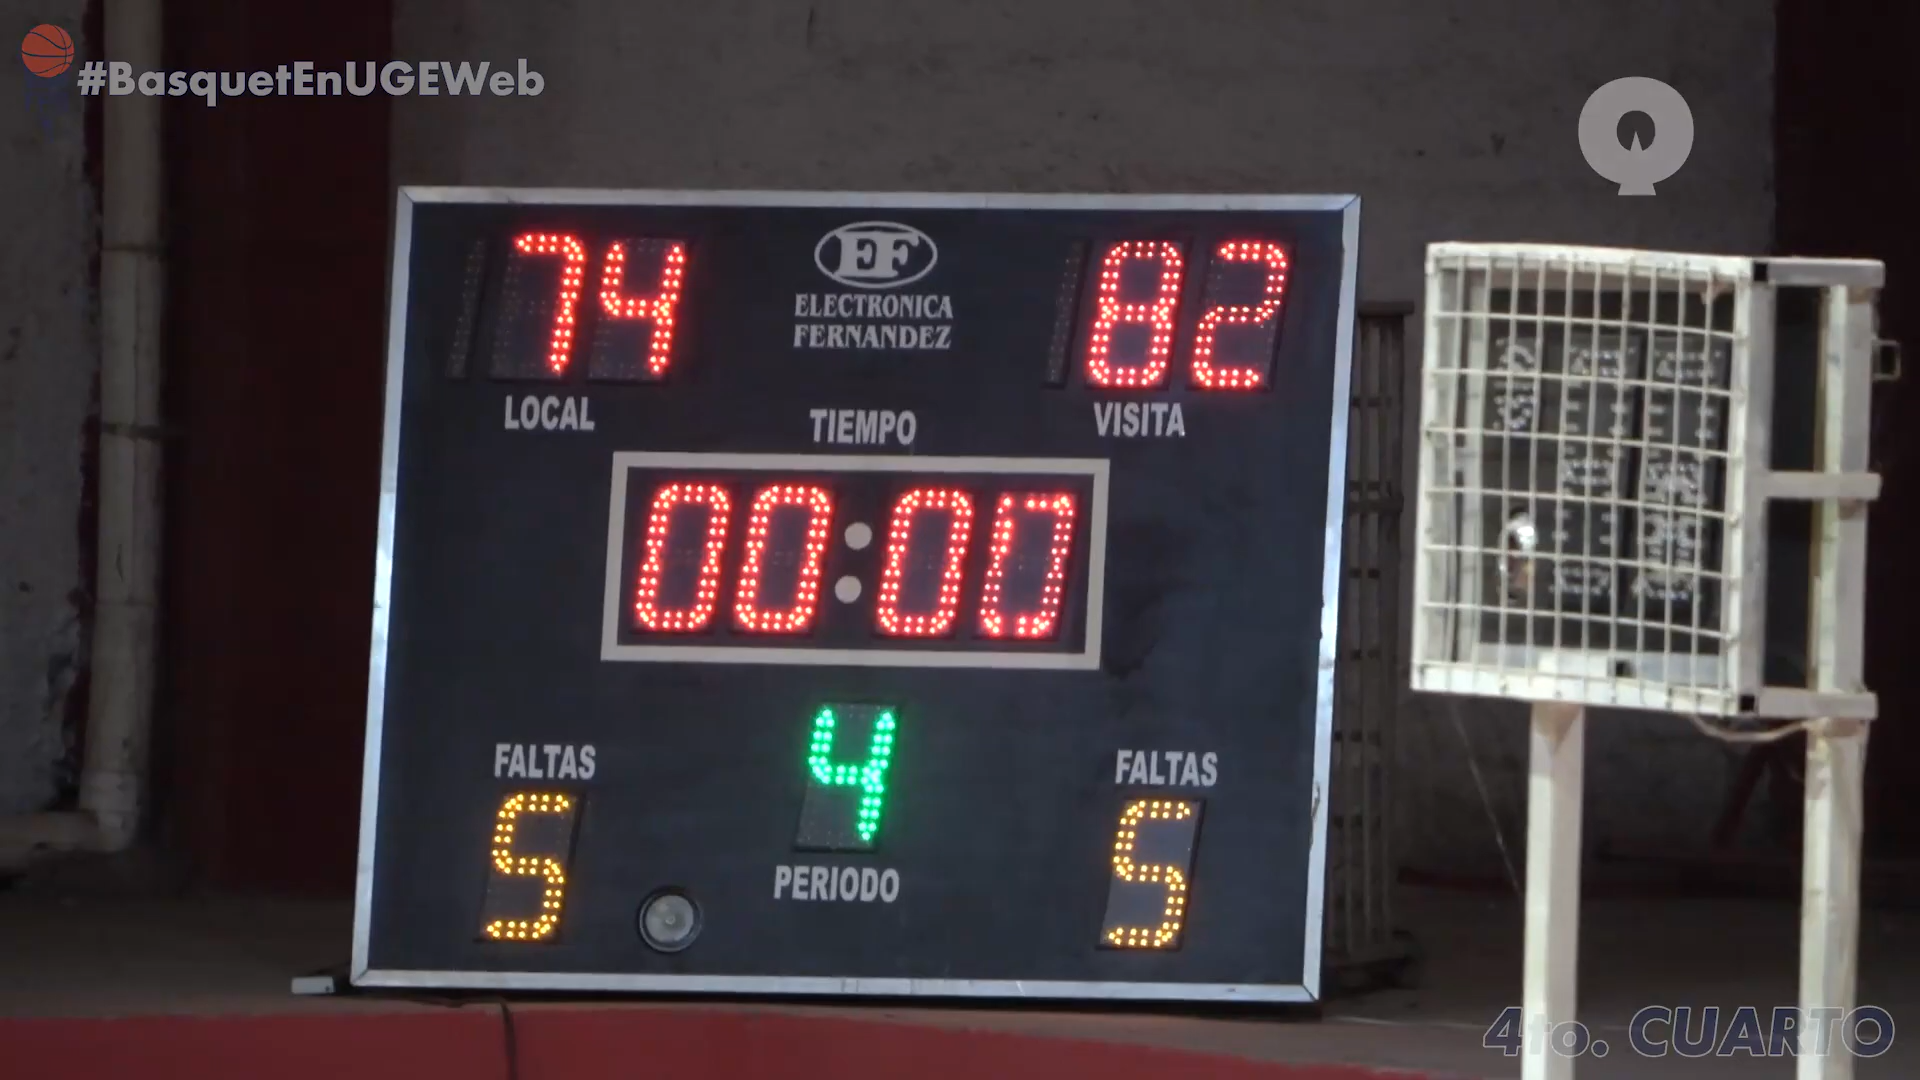 #BasquetEnUGEWeb
74
EF
82
ELECTRONICA
FERNANDEZ
LOCAL
TIEMPO
VISITA
00:00
4
FALTAS
FALTAS
5
5
PERIODO
4to. CUARTO